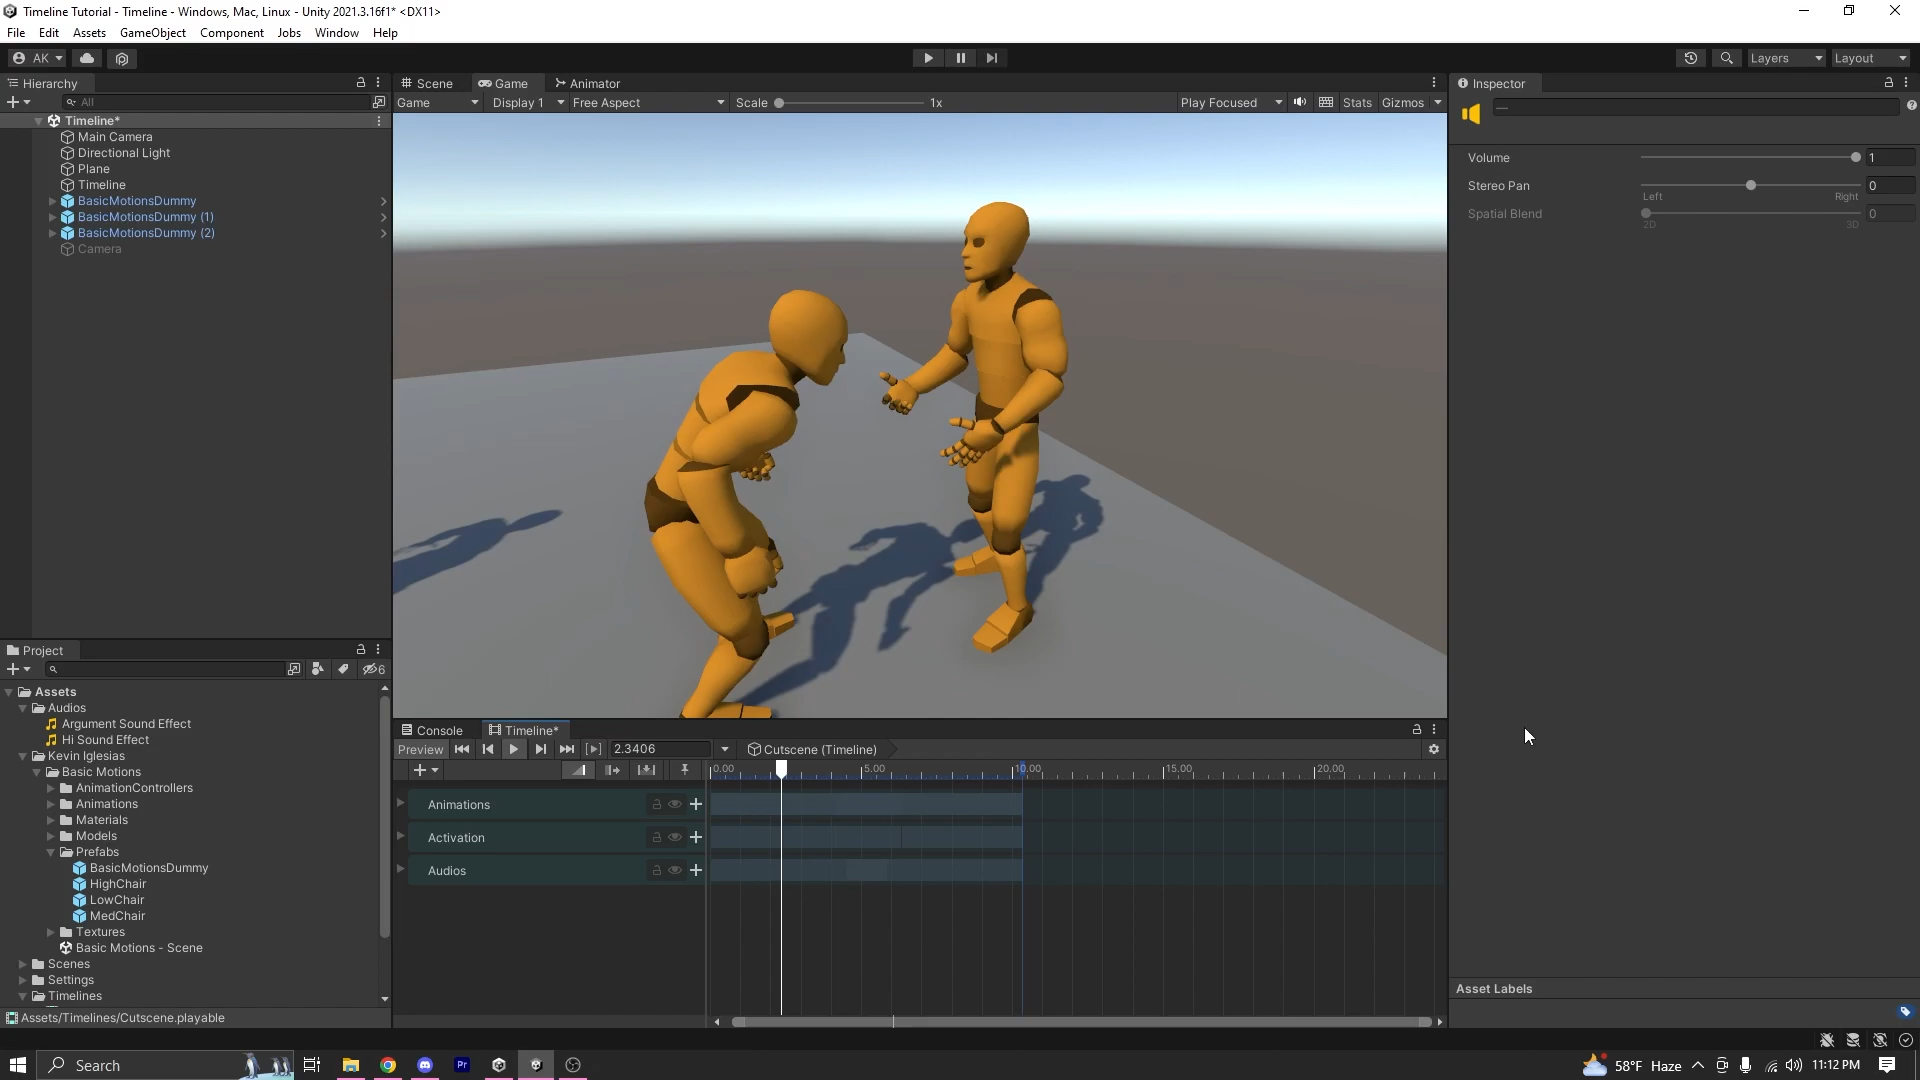 Timeline Tutorial - Timeline - Windows, Mac, Linux - Unity 2021.3.16f1* <DX11>
File Edit Assets GameObject Component Jobs Window Help
AK Layers Layout
Hierarchy Scene Game Animator Inspector
All Game Display 1 Free Aspect Scale 1x Play Focused Stats Gizmos
Timeline*
Main Camera
Directional Light
Plane
Timeline
BasicMotionsDummy
BasicMotionsDummy (1)
BasicMotionsDummy (2)
Camera
Volume 1
Stereo Pan 0
Left Right
Spatial Blend 0
2D 3D
Project
6
Assets
Audios
Argument Sound Effect
Hi Sound Effect
Kevin Iglesias
Basic Motions
AnimationControllers
Animations
Materials
Models
Prefabs
BasicMotionsDummy
HighChair
LowChair
MedChair
Textures
Basic Motions - Scene
Scenes
Settings
Timelines
Assets/Timelines/Cutscene.playable
Console Timeline*
Preview 2.3406 Cutscene (Timeline)
0.00 5.00 10.00 15.00 20.00
Animations
Activation
Audios
Asset Labels
Search Pr 58°F Haze 11:12 PM